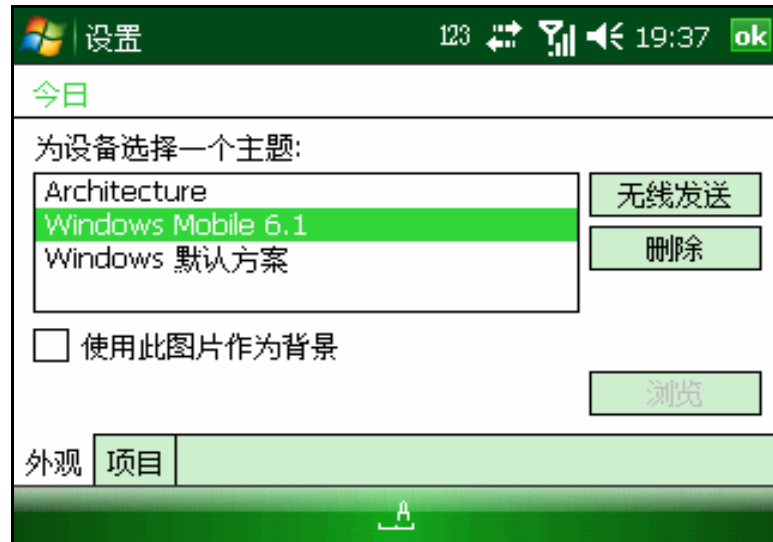 设置 123 19:37 ok
今日
为设备选择一个主题:
Architecture
Windows Mobile 6.1
Windows 默认方案
无线发送
删除
使用此图片作为背景
浏览
外观 项目
A